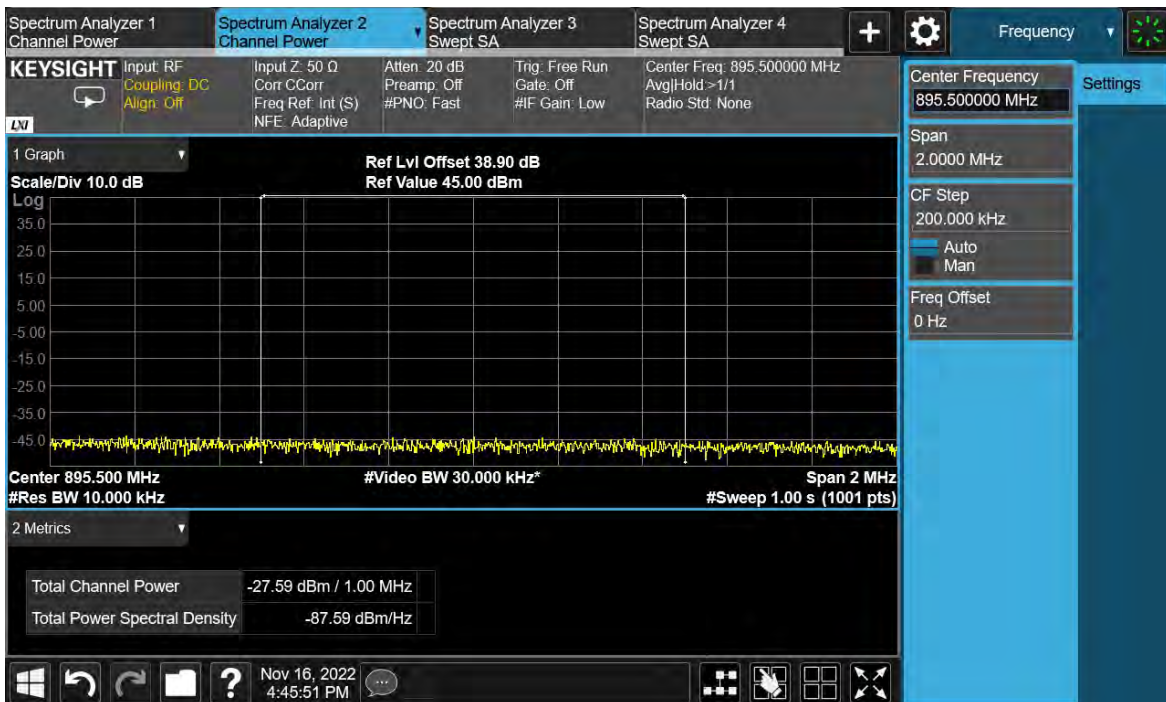 Spectrum Analyzer 1
Channel Power
Spectrum Analyzer 2
Channel Power
Spectrum Analyzer 3
Swept SA
Spectrum Analyzer 4
Swept SA
+
Frequency
KEYSIGHT
LXI
Input: RF
Coupling: DC
Align: Off
Input Z: 50 Ω
Corr CCorr
Freq Ref: Int (S)
NFE: Adaptive
Atten: 20 dB
Preamp: Off
#PNO: Fast
Trig: Free Run
Gate: Off
#IF Gain: Low
Center Freq: 895.500000 MHz
Avg|Hold:>1/1
Radio Std: None
Center Frequency
895.500000 MHz
Settings
Span
2.0000 MHz
CF Step
200.000 kHz
Auto
Man
Freq Offset
0 Hz
1 Graph
Scale/Div 10.0 dB
Ref Lvl Offset 38.90 dB
Ref Value 45.00 dBm
Log
35.0
25.0
15.0
5.00
-5.00
-15.0
-25.0
-35.0
-45.0
Center 895.500 MHz
#Video BW 30.000 kHz*
Span 2 MHz
#Res BW 10.000 kHz
#Sweep 1.00 s (1001 pts)
2 Metrics
Total Channel Power -27.59 dBm / 1.00 MHz
Total Power Spectral Density -87.59 dBm/Hz
?
Nov 16, 2022
4:45:51 PM